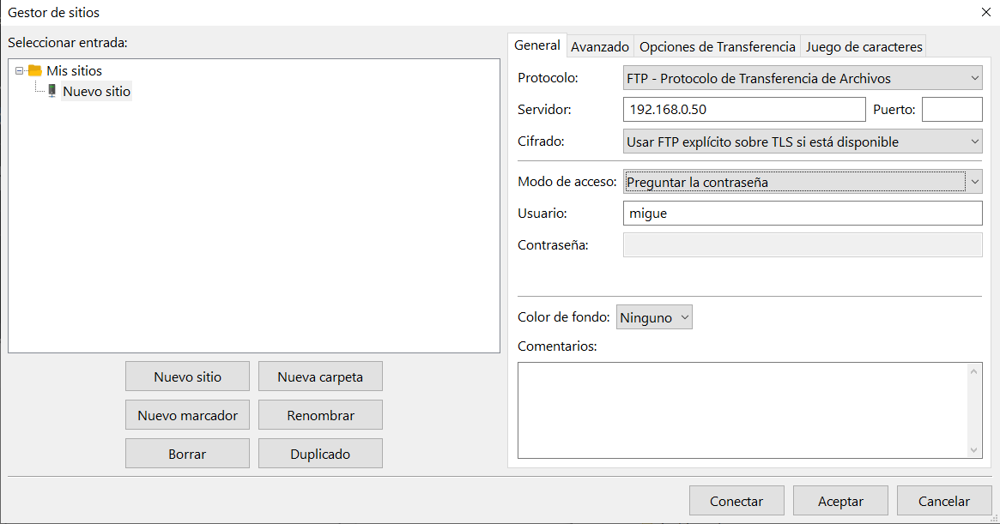 Gestor de sitios
Seleccionar entrada:
Mis sitios
Nuevo sitio
Nuevo sitio
Nueva carpeta
Nuevo marcador
Renombrar
Borrar
Duplicado
General
Avanzado
Opciones de Transferencia
Juego de caracteres
Protocolo:
FTP - Protocolo de Transferencia de Archivos
Servidor:
192.168.0.50
Puerto:
Cifrado:
Usar FTP explícito sobre TLS si está disponible
Modo de acceso:
Preguntar la contraseña
Usuario:
migue
Contraseña:
Color de fondo:
Ninguno
Comentarios:
Conectar
Aceptar
Cancelar